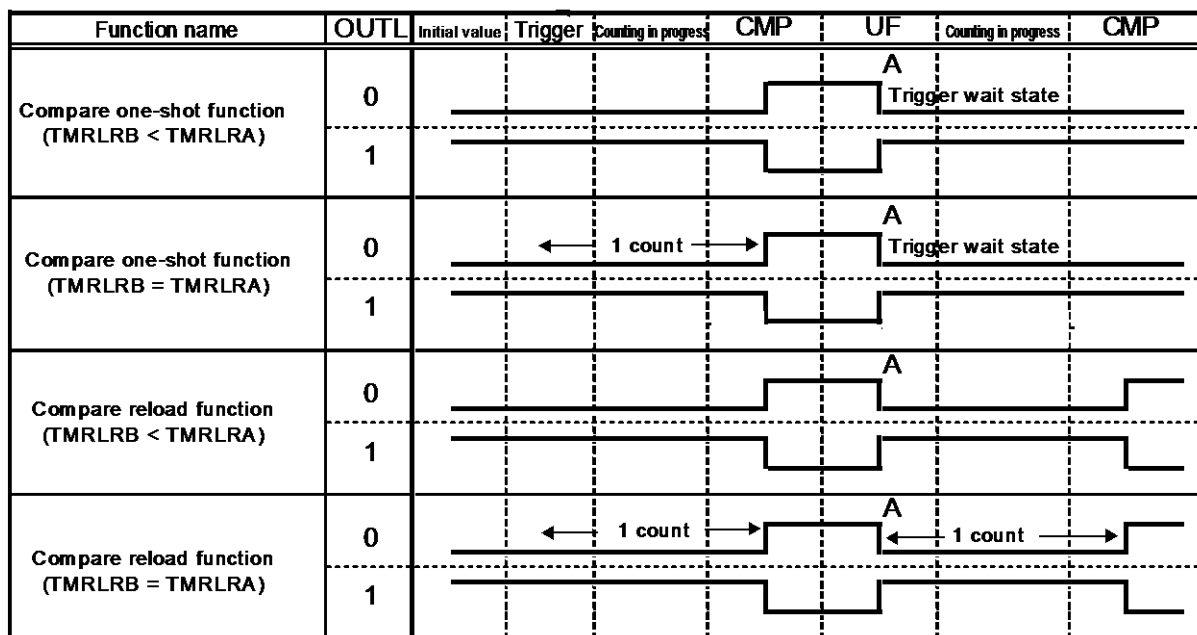 Function name OUTL Initial value Trigger Counting in progress CMP UF Counting in progress CMP
Compare one-shot function
(TMRLRB < TMRLRA)
0
A
Trigger wait state
1
Compare one-shot function
(TMRLRB = TMRLRA)
0
1 count
A
Trigger wait state
1
Compare reload function
(TMRLRB < TMRLRA)
0
A
1
Compare reload function
(TMRLRB = TMRLRA)
0
1 count
A
1 count
1